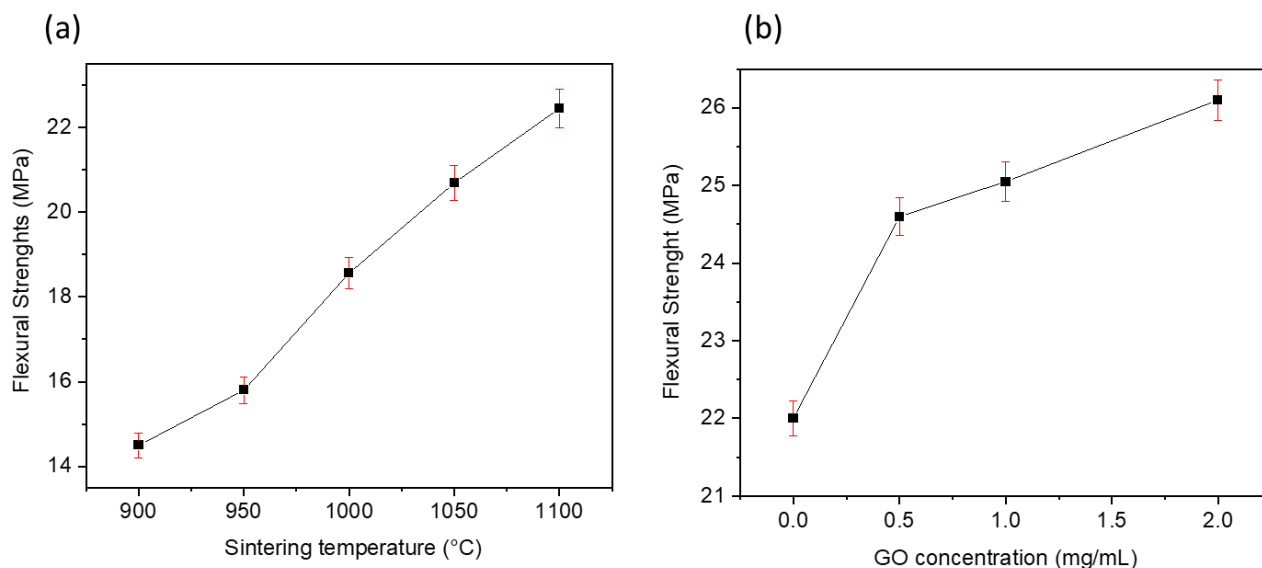 (a)
Flexural Strenghts (MPa)
22
20
18
16
14
900 950 1000 1050 1100
Sintering temperature (°C)
(b)
Flexural Strenght (MPa)
26
25
24
23
22
21
0.0 0.5 1.0 1.5 2.0
GO concentration (mg/mL)